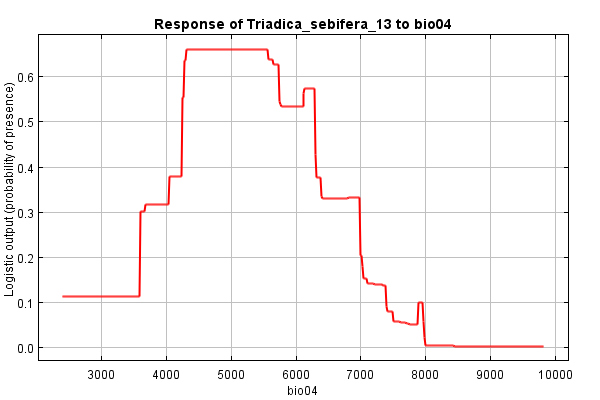 Response of Triadica_sebifera_13 to bio04
Logistic output (probability of presence)
0.6
0.5
0.4
0.3
0.2
0.1
0.0
3000 4000 5000 6000 7000 8000 9000 10000
bio04